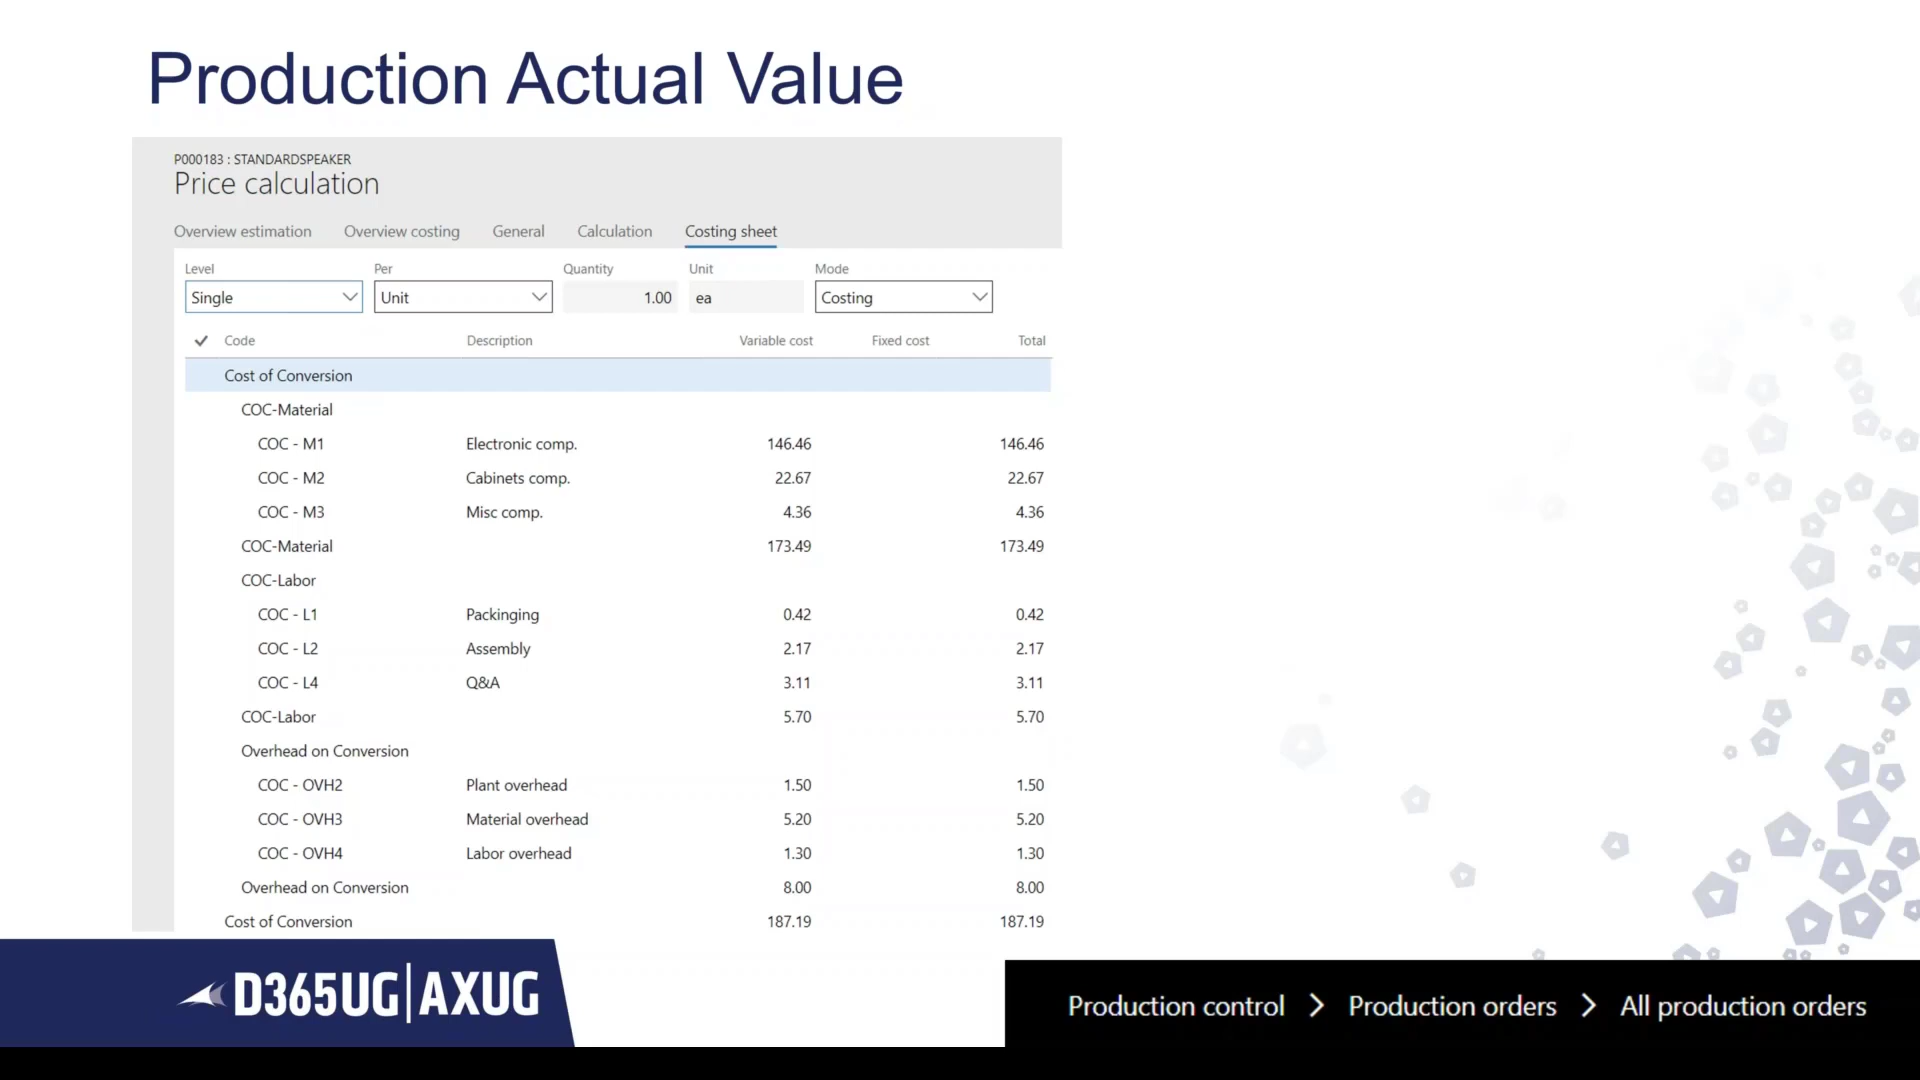 Production Actual Value
P000183 : STANDARDSPEAKER
Price calculation
Overview estimation Overview costing General Calculation Costing sheet
Level Per Quantity Unit Mode
Single Unit 1.00 ea Costing
Code Description Variable cost Fixed cost Total
Cost of Conversion
COC-Material
COC - M1 Electronic comp. 146.46 146.46
COC - M2 Cabinets comp. 22.67 22.67
COC - M3 Misc comp. 4.36 4.36
COC-Material 173.49 173.49
COC-Labor
COC - L1 Packinging 0.42 0.42
COC - L2 Assembly 2.17 2.17
COC - L4 Q&A 3.11 3.11
COC-Labor 5.70 5.70
Overhead on Conversion
COC - OVH2 Plant overhead 1.50 1.50
COC - OVH3 Material overhead 5.20 5.20
COC - OVH4 Labor overhead 1.30 1.30
Overhead on Conversion 8.00 8.00
Cost of Conversion 187.19 187.19
D365UG|AXUG
Production control > Production orders > All production orders